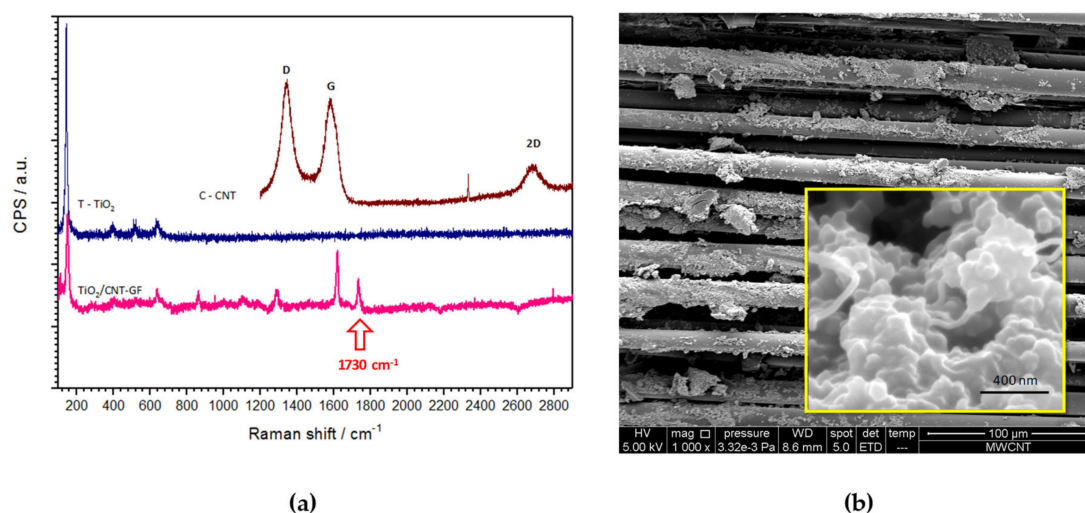 D
G
2D
C - CNT
T - TiO₂
TiO₂/CNT-GF
1730 cm⁻¹
CPS / a.u.
200 400 600 800 1000 1200 1400 1600 1800 2000 2200 2400 2600 2800
Raman shift / cm⁻¹
(a)
400 nm
HV mag □ pressure WD spot det temp 100 µm
5.00 kV 1 000 x 3.32e-3 Pa 8.6 mm 5.0 ETD --- MWCNT
(b)